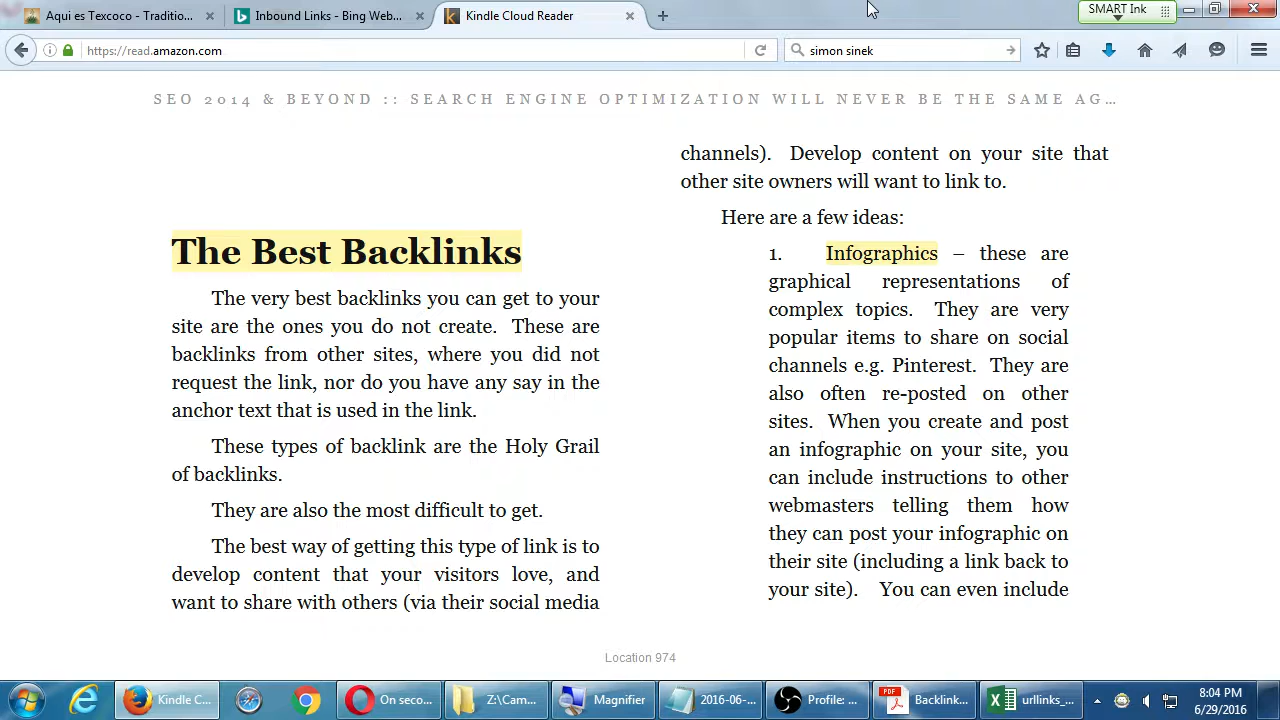 Aqui es Texcoco - Traditio...
Inbound Links - Bing Web...
Kindle Cloud Reader
SMART Ink
https://read.amazon.com
simon sinek
SEO 2014 & BEYOND :: SEARCH ENGINE OPTIMIZATION WILL NEVER BE THE SAME AG...
The Best Backlinks
The very best backlinks you can get to your
site are the ones you do not create. These are
backlinks from other sites, where you did not
request the link, nor do you have any say in the
anchor text that is used in the link.
These types of backlink are the Holy Grail
of backlinks.
They are also the most difficult to get.
The best way of getting this type of link is to
develop content that your visitors love, and
want to share with others (via their social media
channels). Develop content on your site that
other site owners will want to link to.
Here are a few ideas:
1. Infographics – these are
graphical representations of
complex topics. They are very
popular items to share on social
channels e.g. Pinterest. They are
also often re-posted on other
sites. When you create and post
an infographic on your site, you
can include instructions to other
webmasters telling them how
they can post your infographic on
their site (including a link back to
your site). You can even include
Location 974
Kindle C...
On seco...
Z:\Cam...
Magnifier
2016-06-...
Profile: ...
PDF
Backlink...
urllinks_...
8:04 PM
6/29/2016